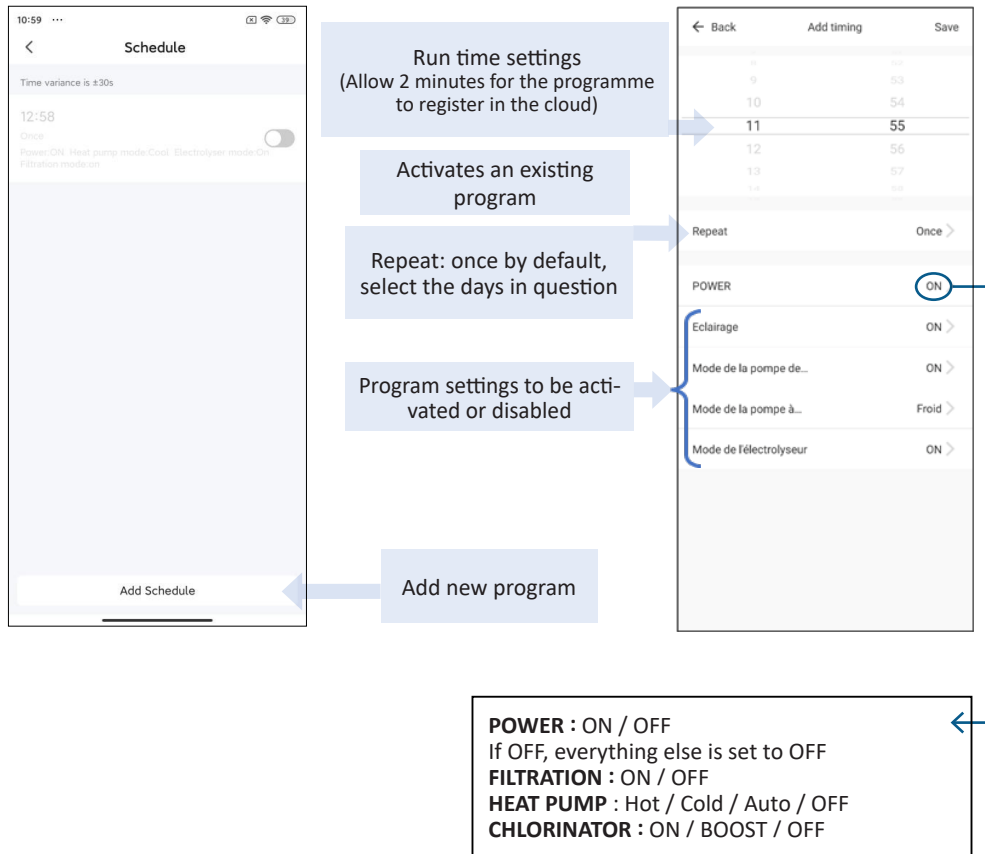 10:59 ...
39
Schedule
Time variance is ±30s
12:58
Once
Power:ON Heat pump mode:Cool Electrolyser mode:On
Filtration mode:on
Add Schedule
Run time settings
(Allow 2 minutes for the programme
to register in the cloud)
Activates an existing
program
Repeat: once by default,
select the days in question
Program settings to be acti-
vated or disabled
Add new program
Back Add timing Save
9 53
10 54
11 55
12 56
13 57
Repeat Once
POWER ON
Eclairage ON
Mode de la pompe de... ON
Mode de la pompe à... Froid
Mode de l'électrolyseur ON
POWER : ON / OFF
If OFF, everything else is set to OFF
FILTRATION : ON / OFF
HEAT PUMP : Hot / Cold / Auto / OFF
CHLORINATOR : ON / BOOST / OFF